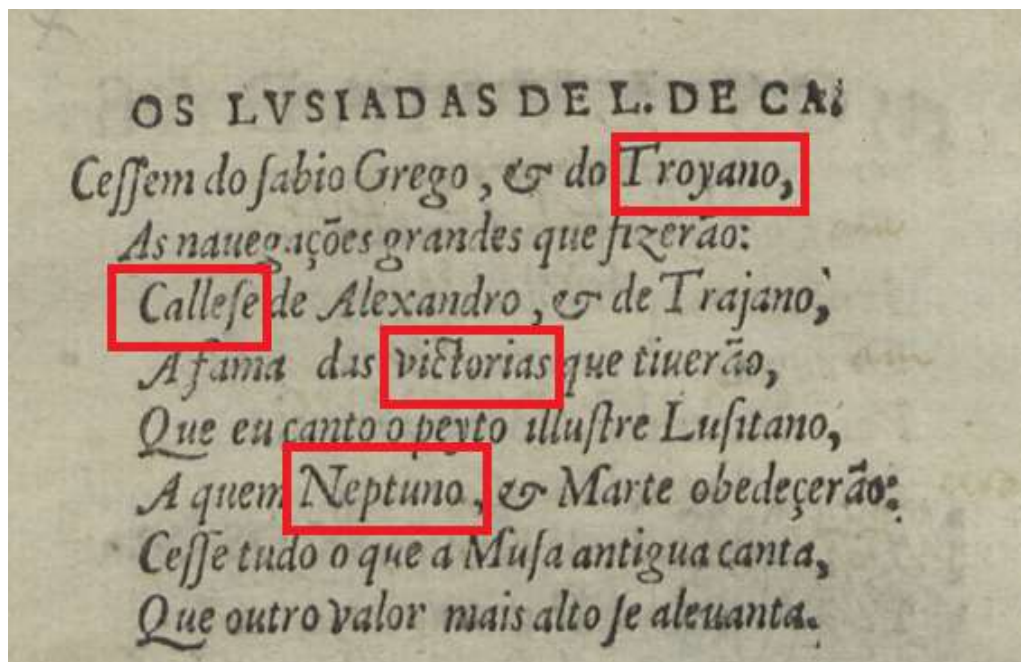 OS LVSIADAS DE L. DE CA.
Ceſſem do ſabio Grego, & do Troyano,
As nauegações grandes que fizerão:
Calleſe de Alexandro, & de Trajano,
A fama das victorias que tiuerão,
Que eu canto o peyto illuſtre Luſitano,
A quem Neptuno, & Marte obedeçerão:
Ceſſe tudo o que a Muſa antigua canta,
Que outro valor mais alto ſe aleuanta.